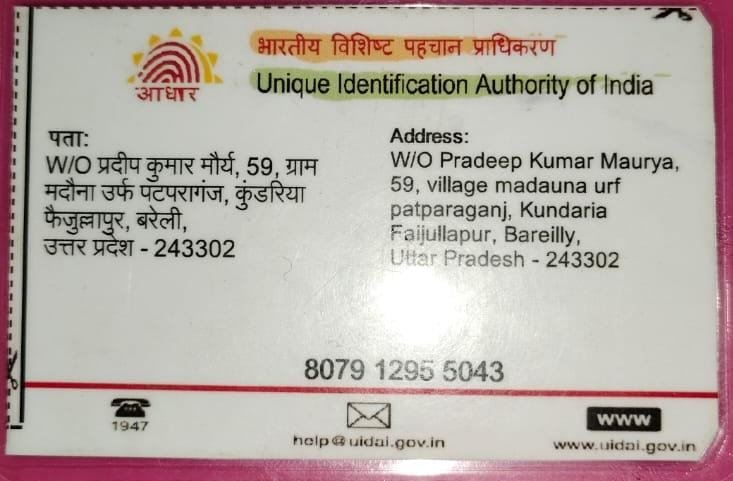 भारतीय विशिष्ट पहचान प्राधिकरण
Unique Identification Authority of India
आधार
पता:
W/O प्रदीप कुमार मौर्य, 59, ग्राम
मदौना उर्फ पटपरागंज, कुंडरिया
फैजुल्लापुर, बरेली,
उत्तर प्रदेश - 243302
Address:
W/O Pradeep Kumar Maurya,
59, village madauna urf
patparaganj, Kundaria
Faijullapur, Bareilly,
Uttar Pradesh - 243302
8079 1295 5043
1947
help@uidai.gov.in
www
www.uidai.gov.in